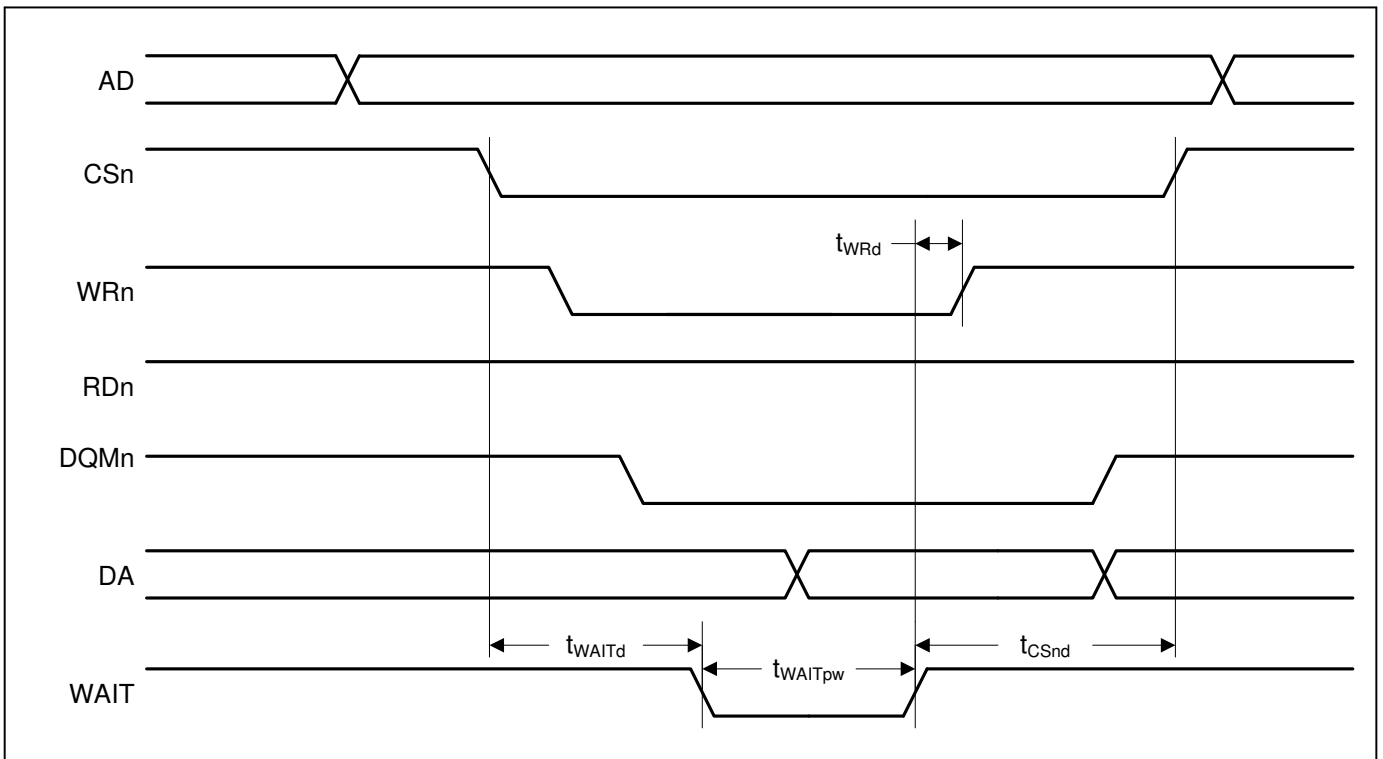 AD
CSn
tWRd
WRn
RDn
DQMn
DA
tWAITd
tCSnd
tWAITpw
WAIT